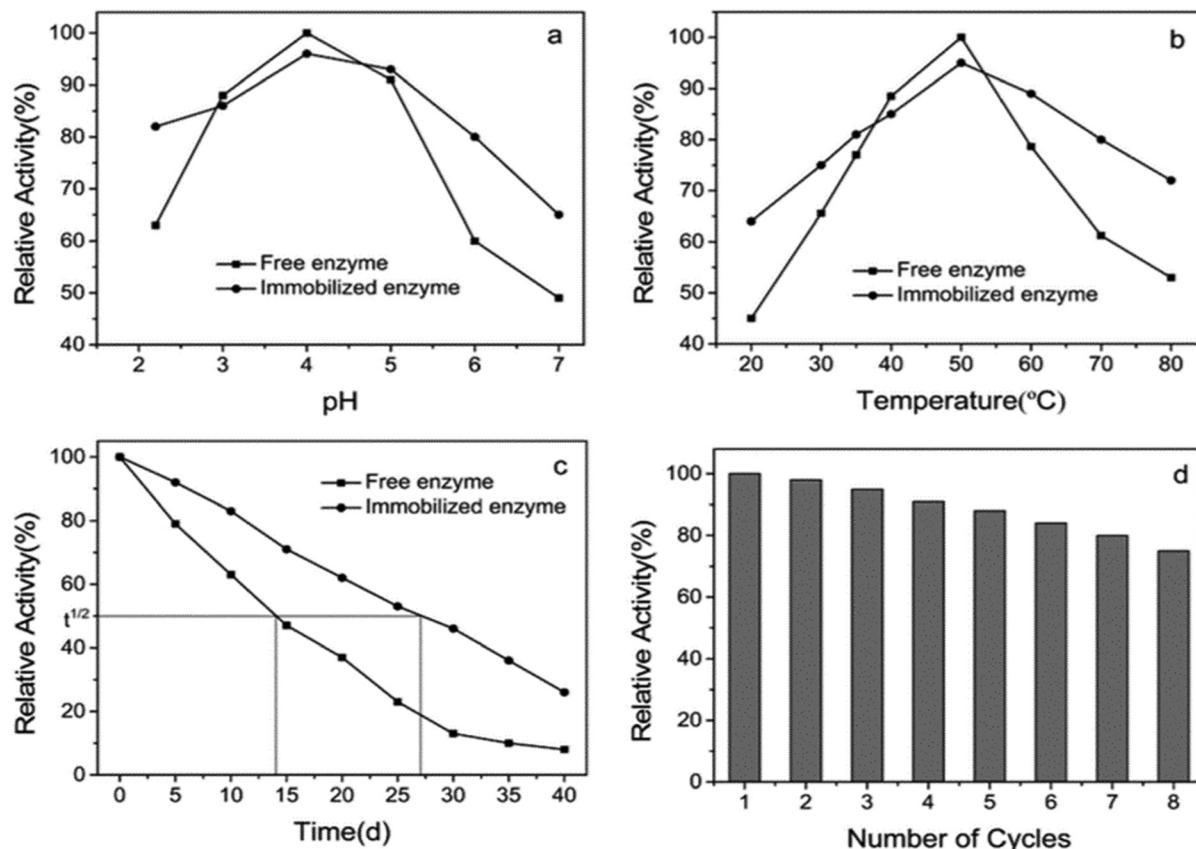 a
100
90
80
70
60
50
40
Relative Activity(%)
Free enzyme
Immobilized enzyme
2 3 4 5 6 7
pH
b
100
90
80
70
60
50
40
Relative Activity(%)
Free enzyme
Immobilized enzyme
20 30 40 50 60 70 80
Temperature(°C)
c
100
80
60
t1/2
40
20
0
Relative Activity(%)
Free enzyme
Immobilized enzyme
0 5 10 15 20 25 30 35 40
Time(d)
d
100
80
60
40
20
0
Relative Activity(%)
1 2 3 4 5 6 7 8
Number of Cycles